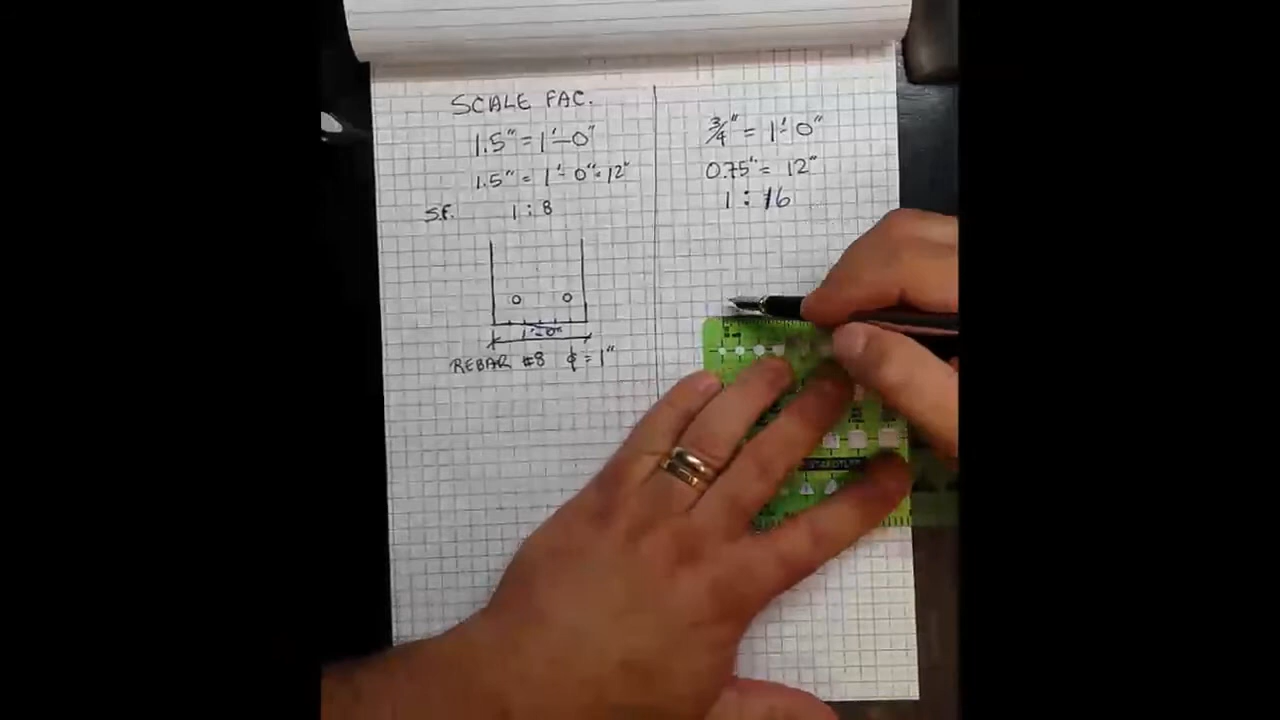 SCALE FAC.
1.5" = 1'-0"
1.5" = 1'-0" = 12"
S.F. 1 : 8
1'-0"
REBAR #8 ϕ = 1"
3/4" = 1'-0"
0.75" = 12"
1 : 16
STAEDTLER